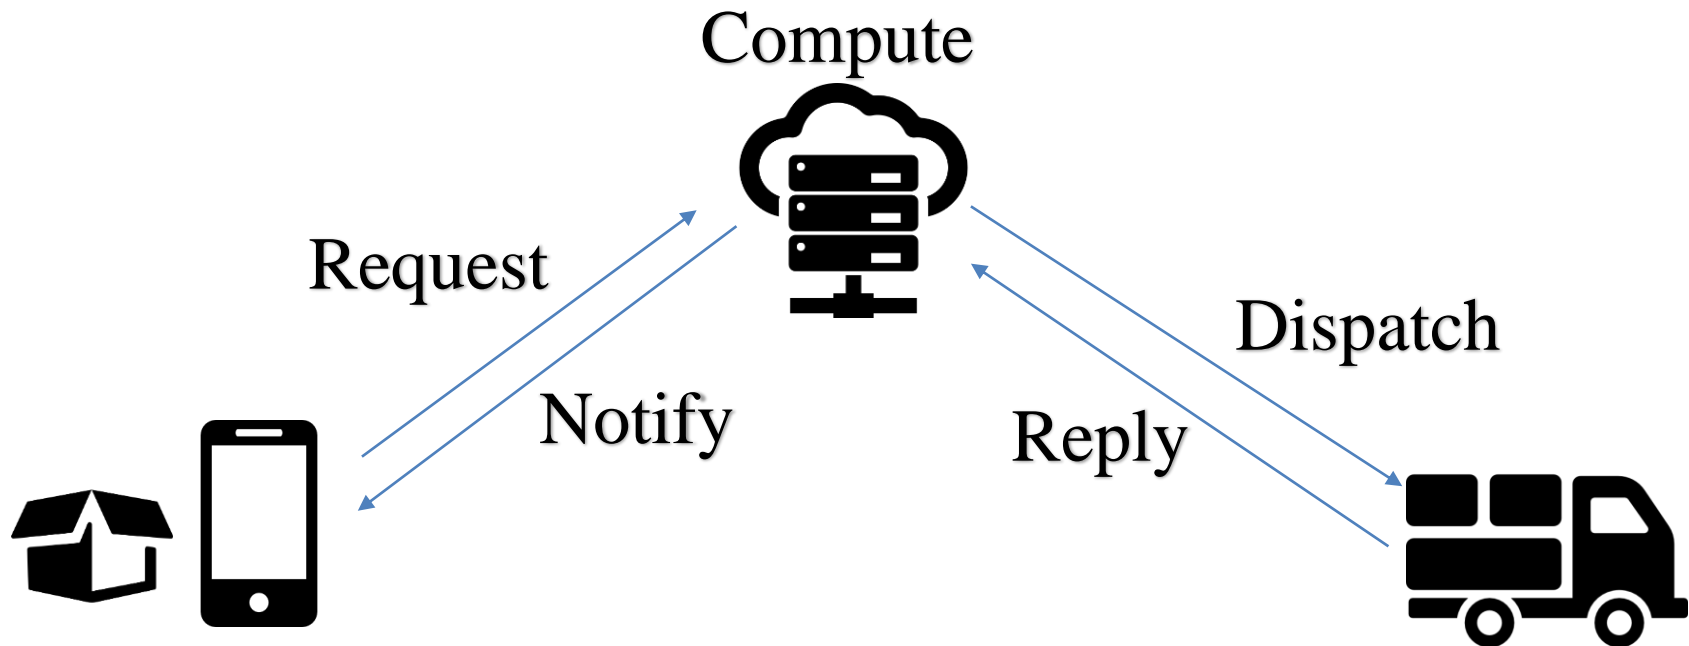 Compute
Request
Notify
Dispatch
Reply